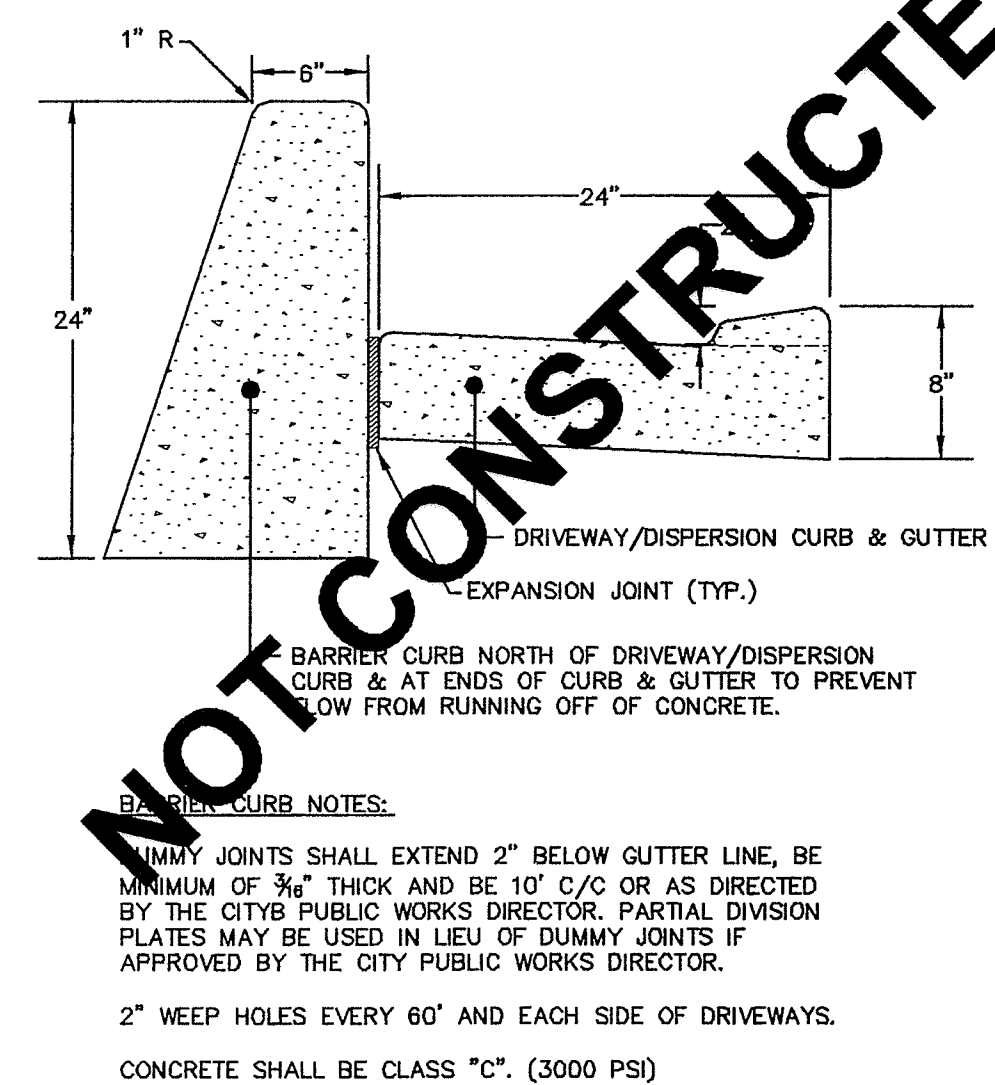 1" R
6"
24"
24"
8"
DRIVEWAY/DISPERSION CURB & GUTTER
EXPANSION JOINT (TYP.)
BARRIER CURB NORTH OF DRIVEWAY/DISPERSION
CURB & AT ENDS OF CURB & GUTTER TO PREVENT
FLOW FROM RUNNING OFF OF CONCRETE.
BARRIER CURB NOTES:
DUMMY JOINTS SHALL EXTEND 2" BELOW GUTTER LINE, BE
MINIMUM OF 3/16" THICK AND BE 10' C/C OR AS DIRECTED
BY THE CITYB PUBLIC WORKS DIRECTOR. PARTIAL DIVISION
PLATES MAY BE USED IN LIEU OF DUMMY JOINTS IF
APPROVED BY THE CITY PUBLIC WORKS DIRECTOR.
2" WEEP HOLES EVERY 60' AND EACH SIDE OF DRIVEWAYS.
CONCRETE SHALL BE CLASS "C". (3000 PSI)
NOT CONSTRUCTE